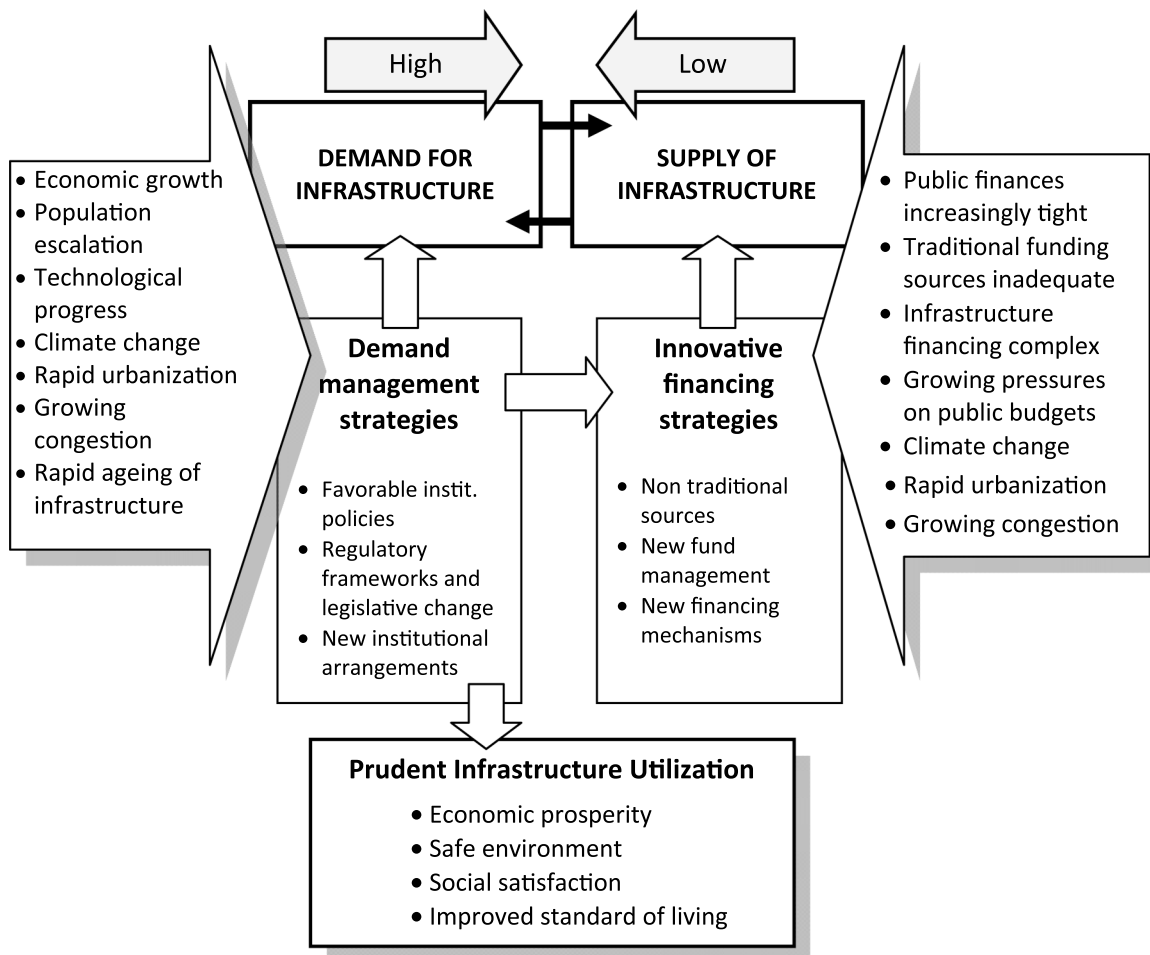 High
Low
DEMAND FOR
INFRASTRUCTURE
SUPPLY OF
INFRASTRUCTURE
• Economic growth
• Population
escalation
• Technological
progress
• Climate change
• Rapid urbanization
• Growing
congestion
• Rapid ageing of
infrastructure
Demand
management
strategies
• Favorable instit.
policies
• Regulatory
frameworks and
legislative change
• New institutional
arrangements
Innovative
financing
strategies
• Non traditional
sources
• New fund
management
• New financing
mechanisms
• Public finances
increasingly tight
• Traditional funding
sources inadequate
• Infrastructure
financing complex
• Growing pressures
on public budgets
• Climate change
• Rapid urbanization
• Growing congestion
Prudent Infrastructure Utilization
• Economic prosperity
• Safe environment
• Social satisfaction
• Improved standard of living